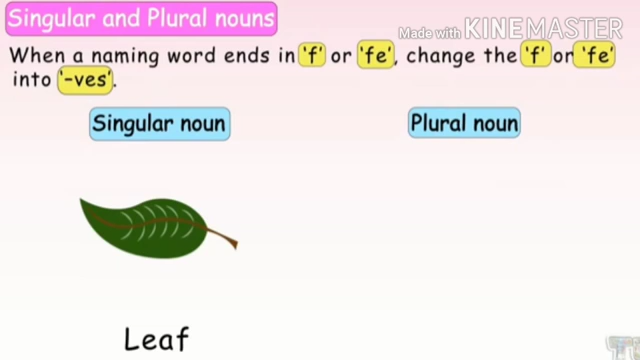 Singular and Plural nouns
Made with KINEMASTER
When a naming word ends in 'f' or 'fe', change the 'f' or 'fe'
into '-ves'.
Singular noun
Plural noun
Leaf